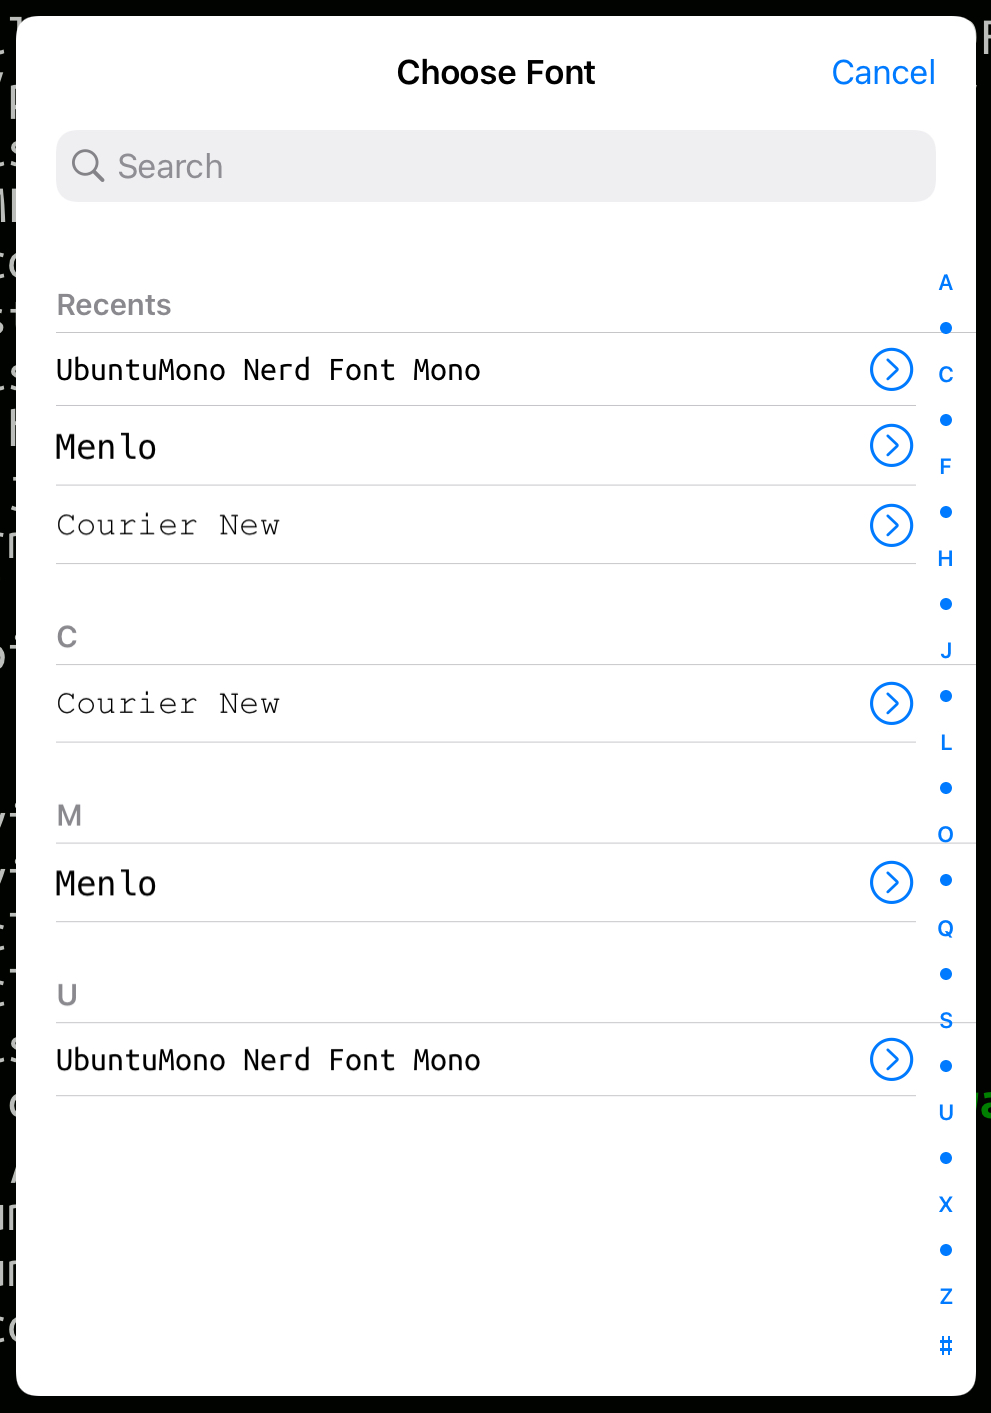 Choose Font
Cancel
Search
Recents
UbuntuMono Nerd Font Mono
Menlo
Courier New
C
Courier New
M
Menlo
U
UbuntuMono Nerd Font Mono
A
C
F
H
J
L
O
Q
S
U
X
Z
#